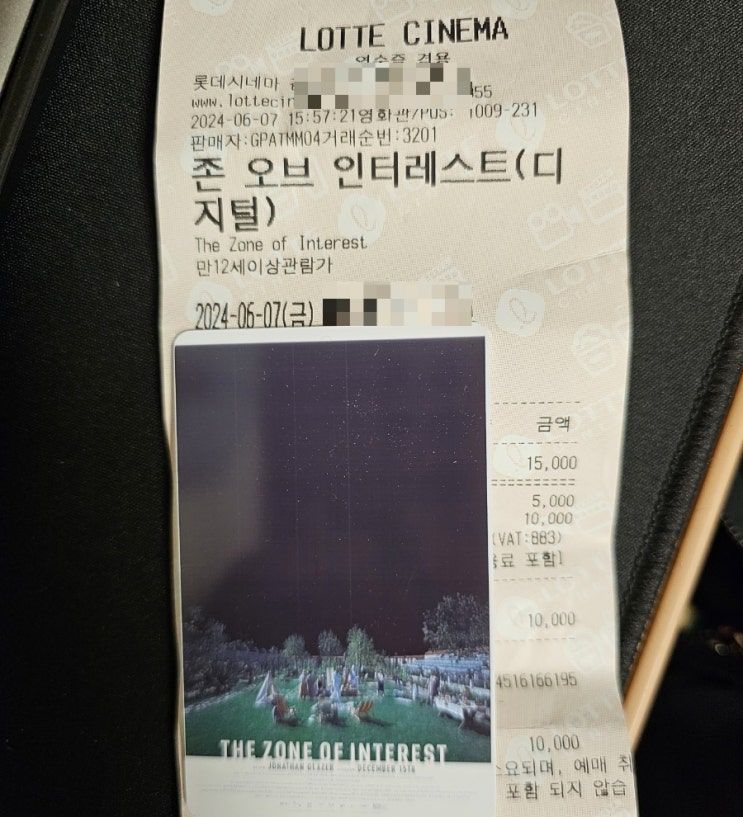 LOTTE CINEMA
영수증 겸용
롯데시네마
www.lottecin 55
2024-06-07 15:57:21영화관/POS: 1009-231
판매자:GPATMM04거래순번:3201
존 오브 인터레스트(디
지털)
The Zone of Interest
만12세이상관람가
2024-06-07(금)
금액
15,000
5,000
10,000
(VAT:883)
료 포함]
10,000
4516166195
10,000
요되며, 예매 취
포함 되지 않습
THE ZONE OF INTEREST
JONATHAN GLAZER DECEMBER 15TH